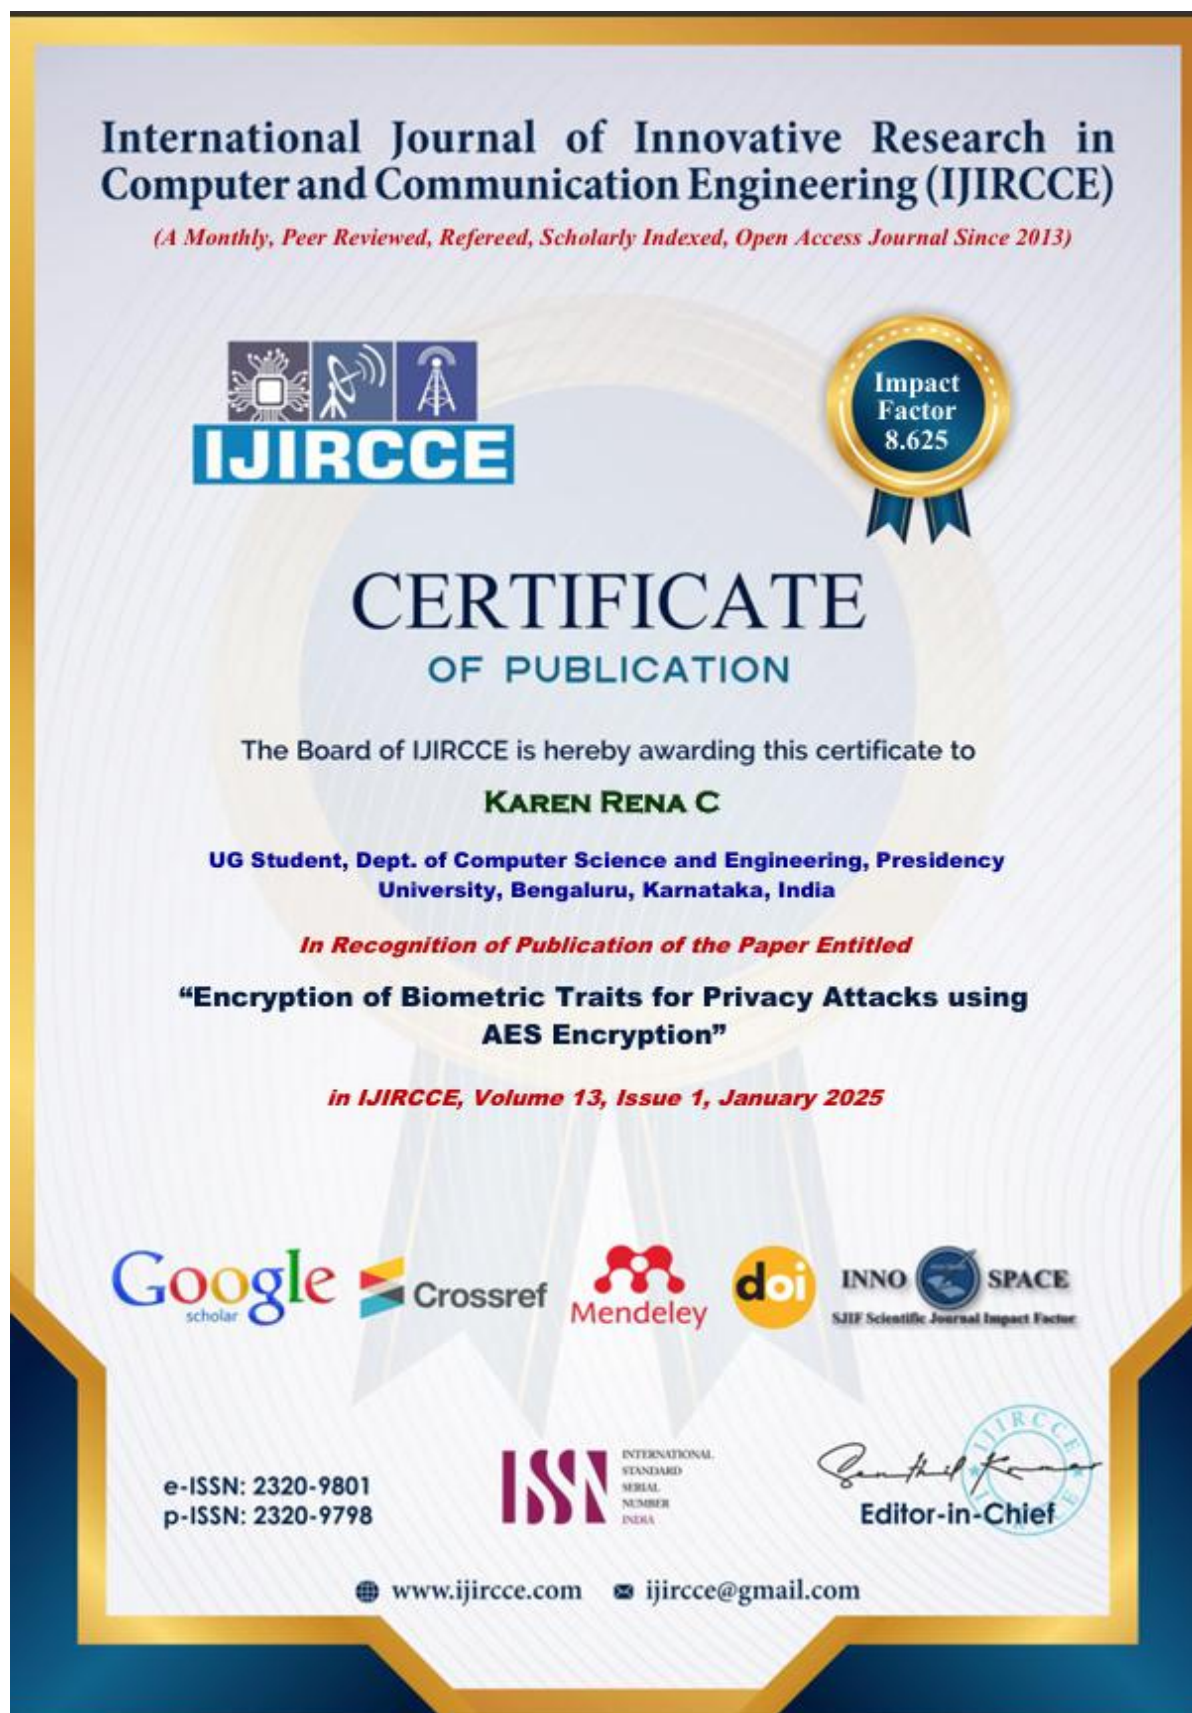 International Journal of Innovative Research in
Computer and Communication Engineering (IJIRCCE)
(A Monthly, Peer Reviewed, Refereed, Scholarly Indexed, Open Access Journal Since 2013)
IJIRCCE
Impact
Factor
8.625
CERTIFICATE
OF PUBLICATION
The Board of IJIRCCE is hereby awarding this certificate to
KAREN RENA C
UG Student, Dept. of Computer Science and Engineering, Presidency
University, Bengaluru, Karnataka, India
In Recognition of Publication of the Paper Entitled
“Encryption of Biometric Traits for Privacy Attacks using
AES Encryption”
in IJIRCCE, Volume 13, Issue 1, January 2025
Google
scholar
Crossref
Mendeley
doi
INNO SPACE
SJIF Scientific Journal Impact Factor
e-ISSN: 2320-9801
p-ISSN: 2320-9798
ISSN
INTERNATIONAL
STANDARD
SERIAL
NUMBER
INDIA
Senthil Kumar
IJIRCCE
Editor-in-Chief
www.ijircce.com ijircce@gmail.com